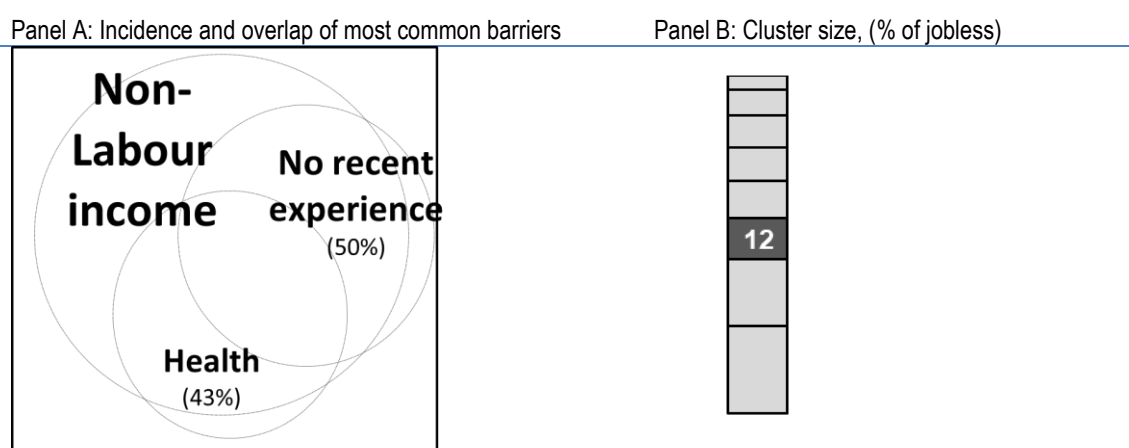 Panel A: Incidence and overlap of most common barriers
Panel B: Cluster size, (% of jobless)
Non-
Labour
income
No recent
experience
(50%)
Health
(43%)
12